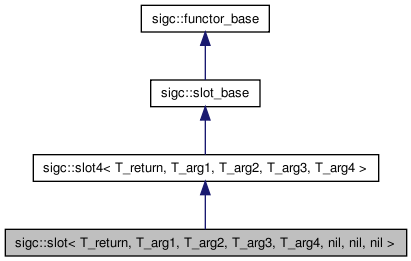 sigc::functor_base
sigc::slot_base
sigc::slot4< T_return, T_arg1, T_arg2, T_arg3, T_arg4 >
sigc::slot< T_return, T_arg1, T_arg2, T_arg3, T_arg4, nil, nil, nil >